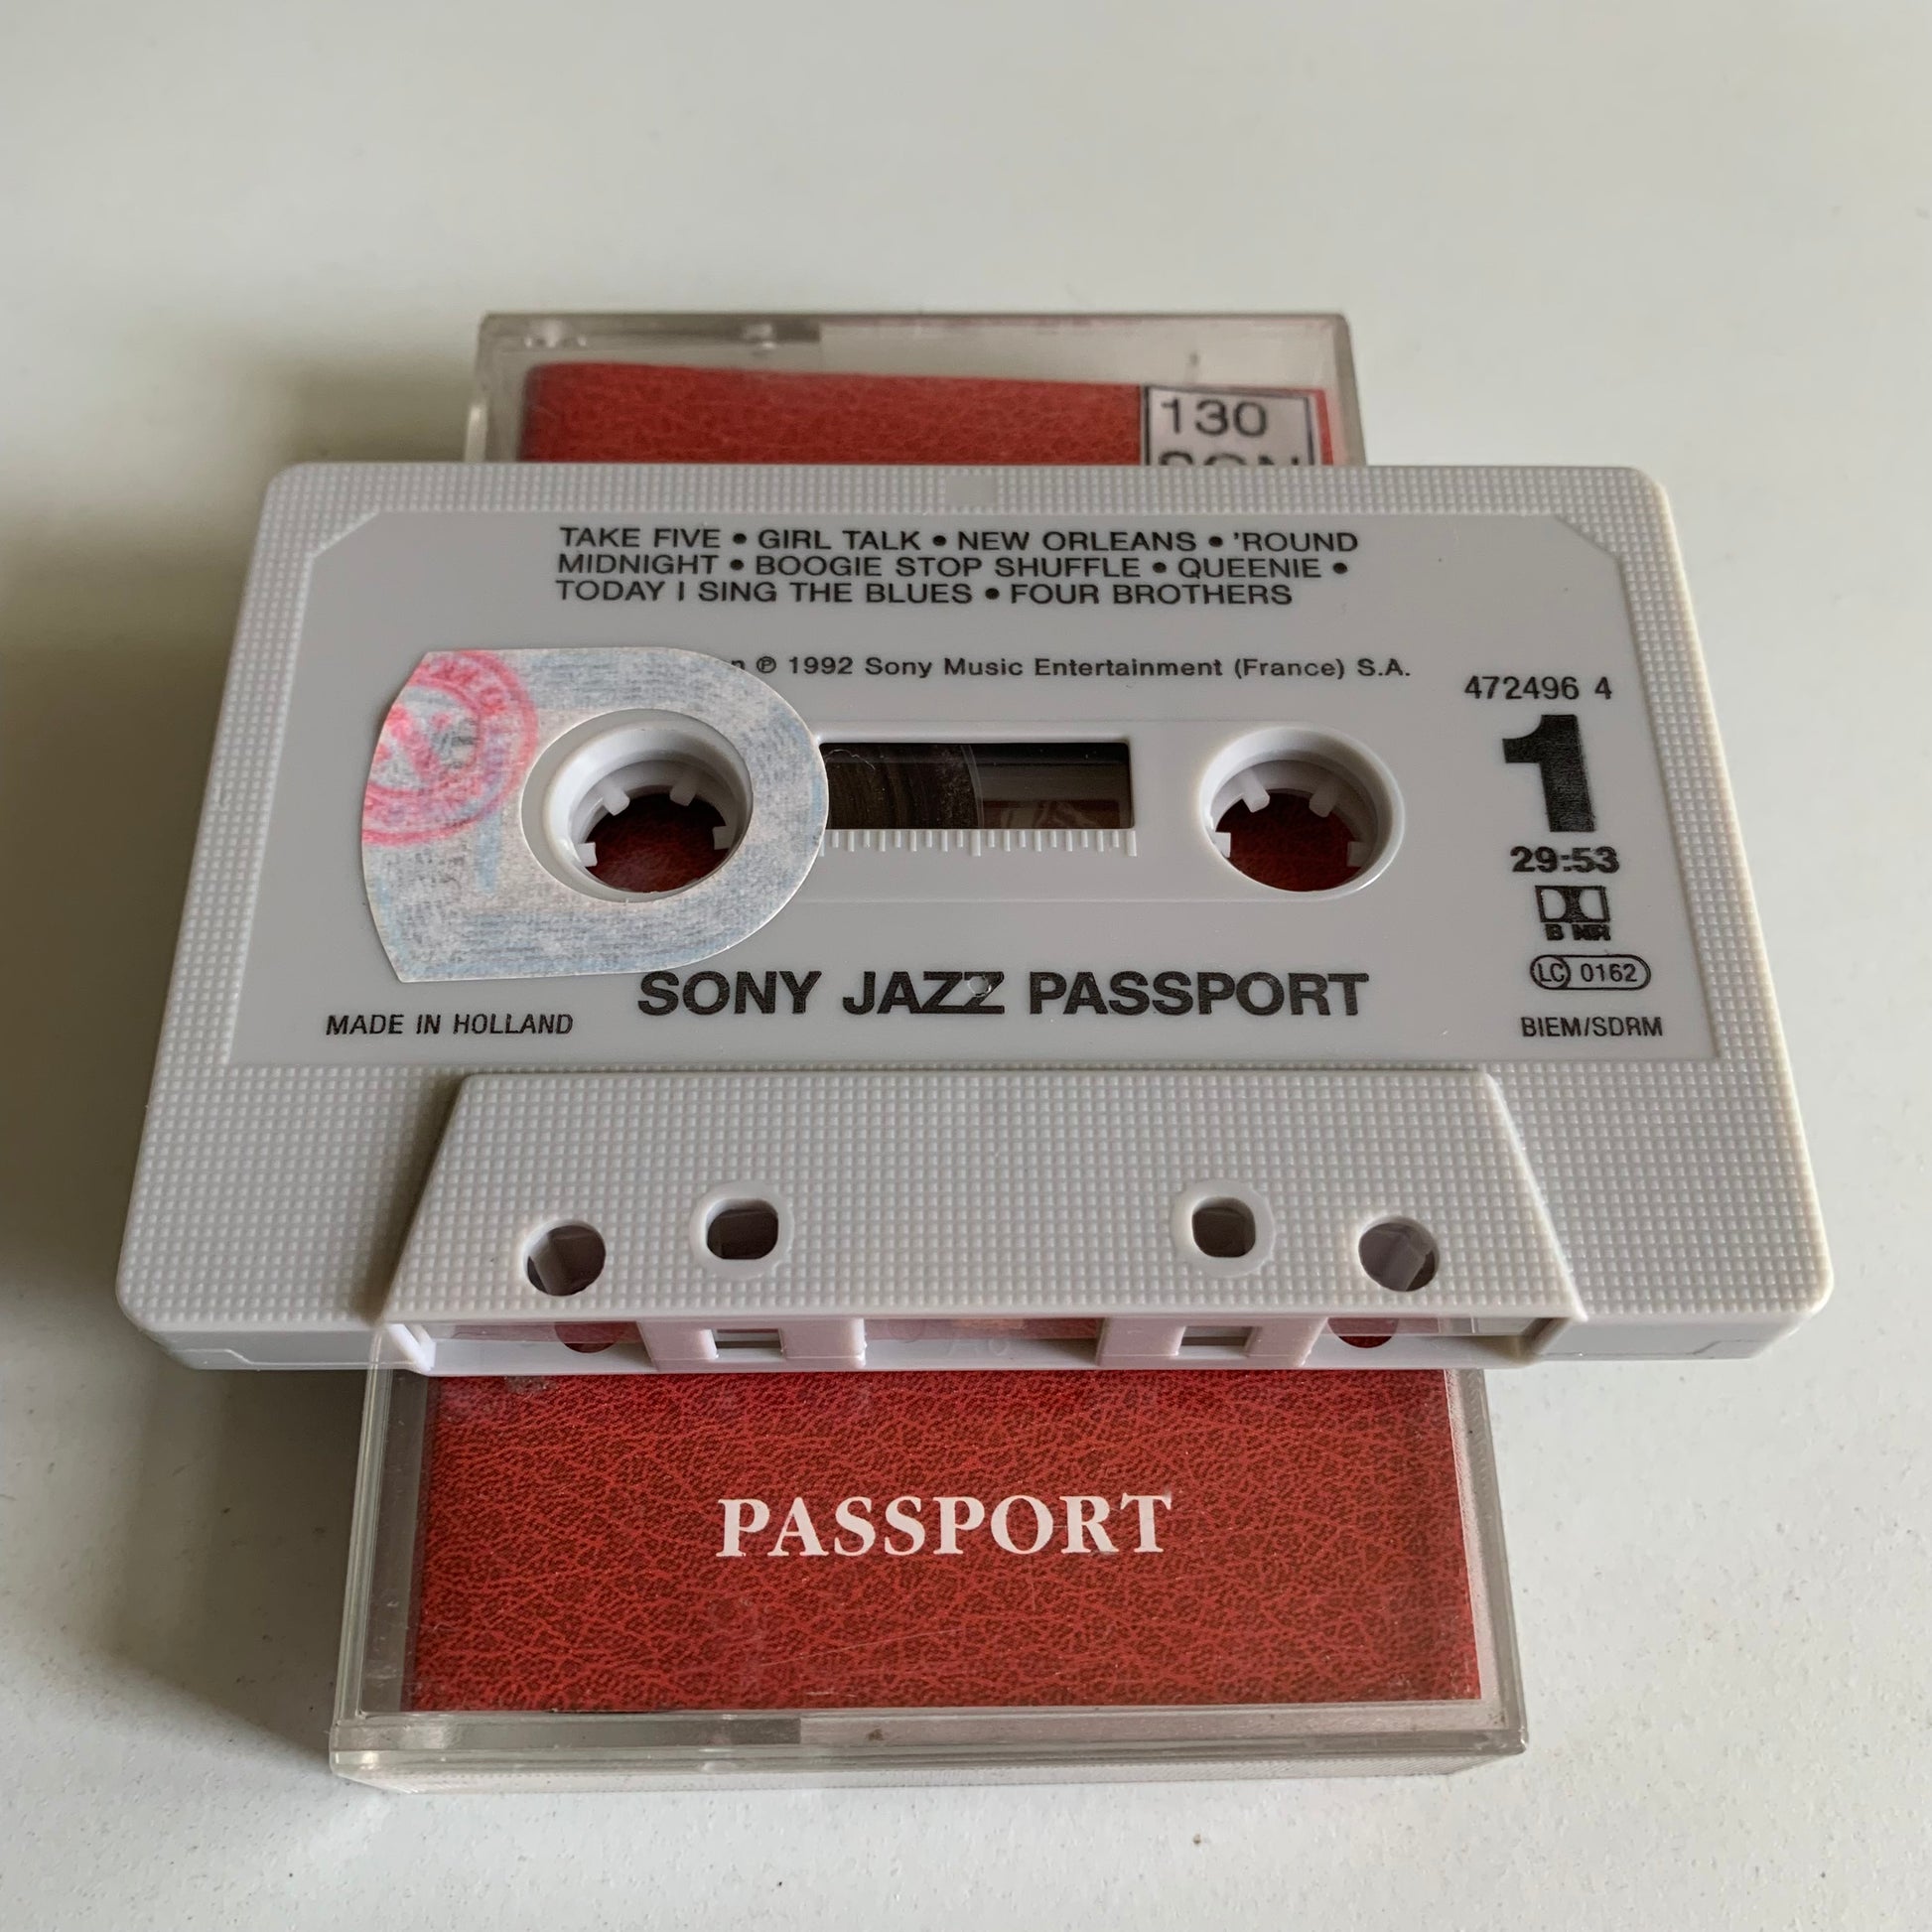 130
SON
TAKE FIVE • GIRL TALK • NEW ORLEANS • 'ROUND
MIDNIGHT • BOOGIE STOP SHUFFLE • QUEENIE •
TODAY I SING THE BLUES • FOUR BROTHERS
℗ 1992 Sony Music Entertainment (France) S.A.
472496 4
1
29:53
B NR
LC 0162
SONY JAZZ PASSPORT
MADE IN HOLLAND
BIEM/SDRM
PASSPORT